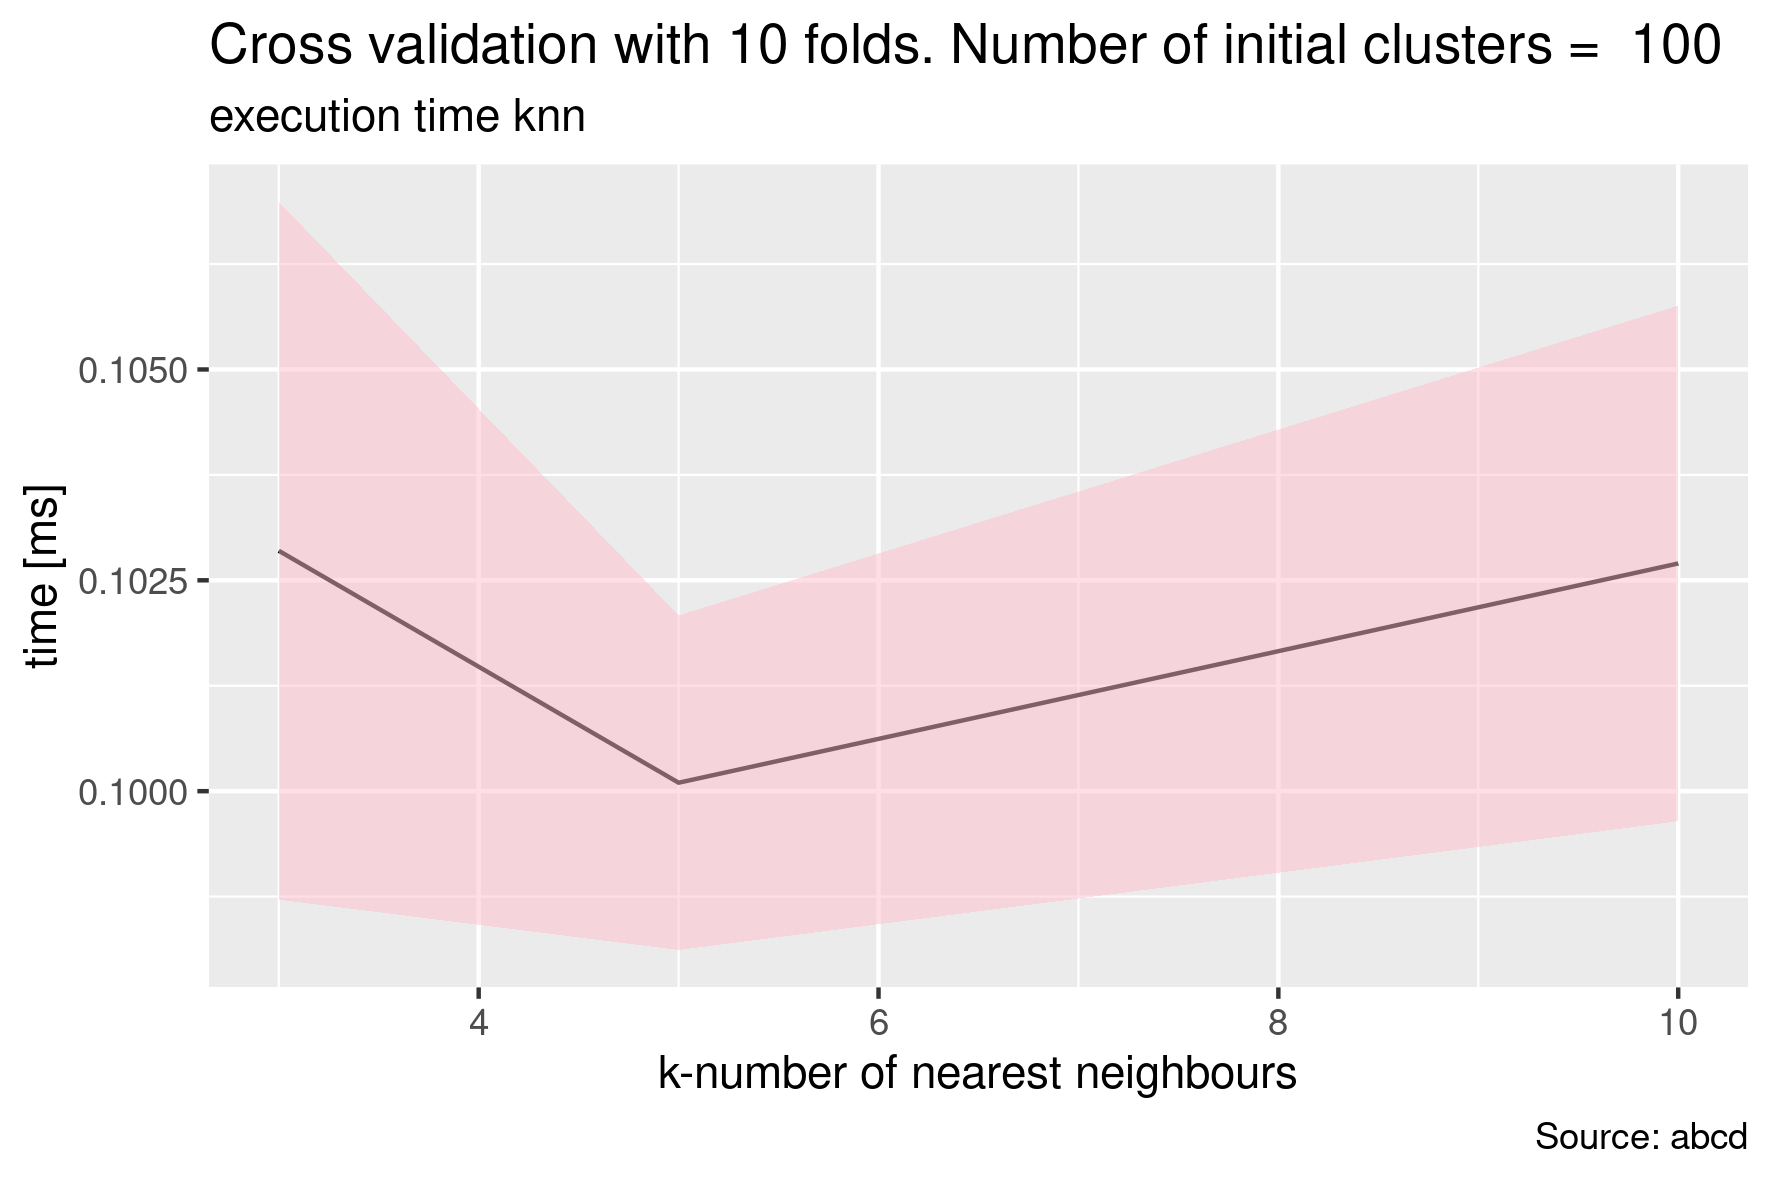 Cross validation with 10 folds. Number of initial clusters =  100
execution time knn
time [ms]
0.1050
0.1025
0.1000
4 6 8 10
k-number of nearest neighbours
Source: abcd